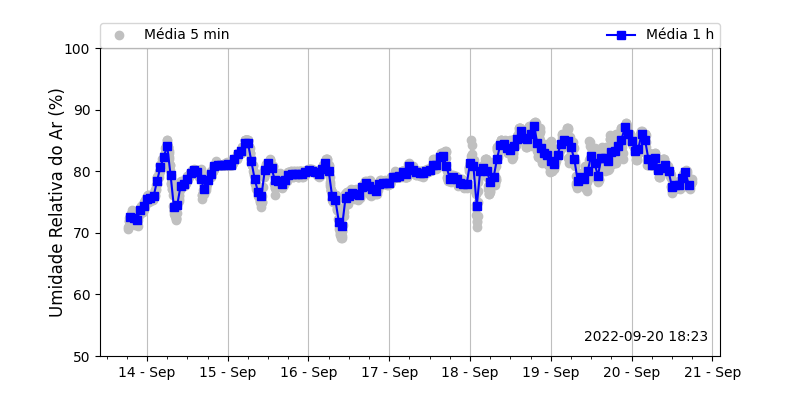 Média 5 min
Média 1 h
Umidade Relativa do Ar (%)
100
90
80
70
60
50
2022-09-20 18:23
14 - Sep
15 - Sep
16 - Sep
17 - Sep
18 - Sep
19 - Sep
20 - Sep
21 - Sep